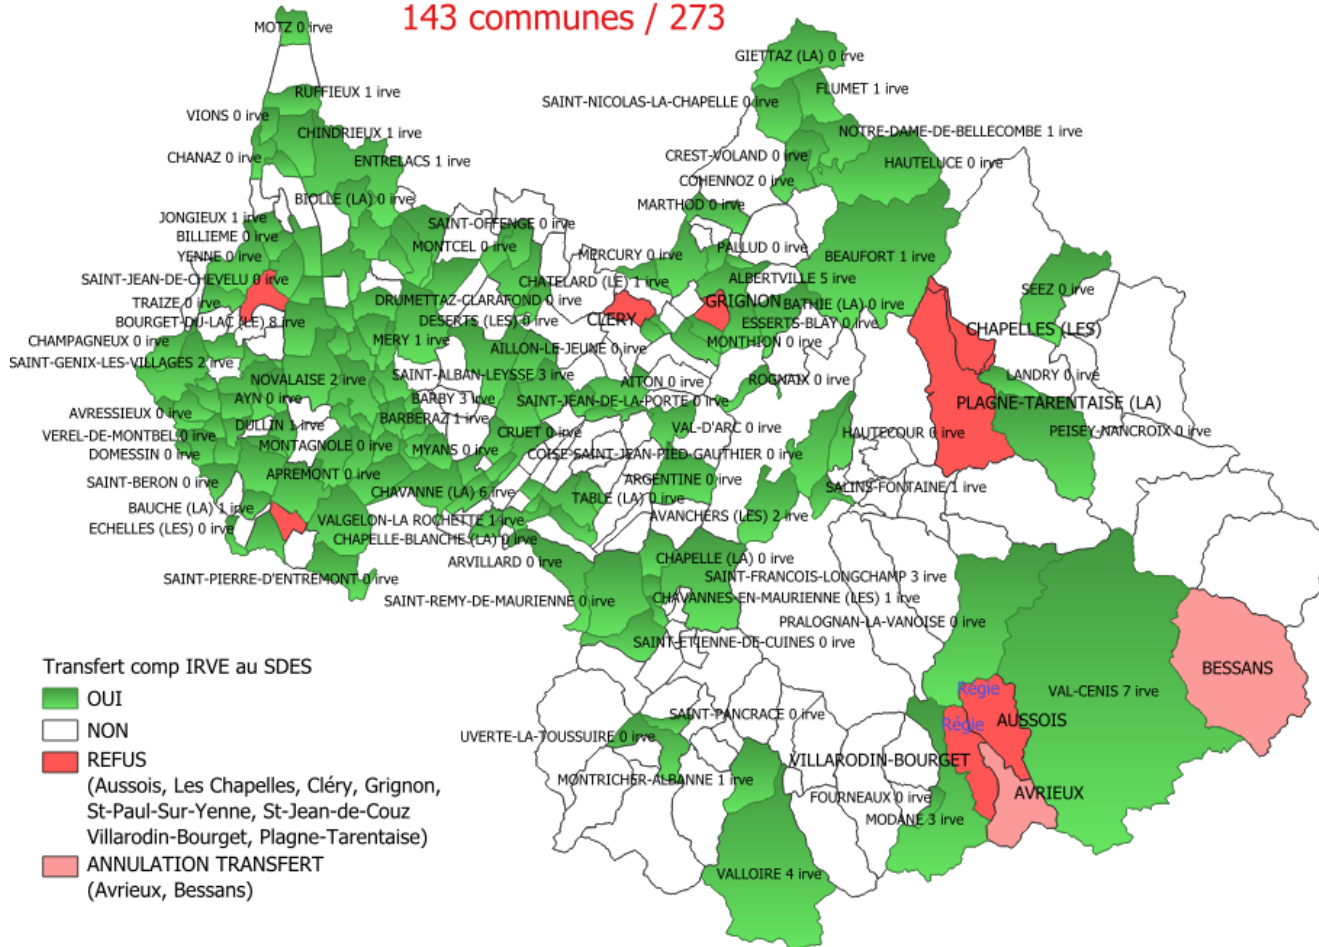 143 communes / 273
MOTZ 0 irve
GIETTAZ (LA) 0 irve
RUFFIEUX 1 irve
FLUMET 1 irve
SAINT-NICOLAS-LA-CHAPELLE 0 irve
VIONS 0 irve
CHINDRIEUX 1 irve
NOTRE-DAME-DE-BELLECOMBE 1 irve
CHANAZ 0 irve
ENTRELACS 1 irve
CREST-VOLAND 0 irve
HAUTELUCE 0 irve
COHENNOZ 0 irve
BIOLLE (LA) 0 irve
MARTHOD 0 irve
JONGIEUX 1 irve
SAINT-OFFENGE 0 irve
BILLIEME 0 irve
MONTCEL 0 irve
PALLUD 0 irve
YENNE 0 irve
MERCURY 0 irve
BEAUFORT 1 irve
SAINT-JEAN-DE-CHEVELU 0 irve
CHATELARD (LE) 1 irve
ALBERTVILLE 5 irve
SEEZ 0 irve
TRAIZE 0 irve
DRUMETTAZ-CLARAFOND 0 irve
GRIGNON
BATHIE (LA) 0 irve
BOURGET-DU-LAC (LE) 8 irve
DESERTS (LES) 0 irve
CLERY
ESSERTS-BLAY 0 irve
CHAPELLES (LES)
CHAMPAGNEUX 0 irve
MERY 1 irve
AILLON-LE-JEUNE 0 irve
MONTHION 0 irve
SAINT-GENIX-LES-VILLAGES 2 irve
SAINT-ALBAN-LEYSSE 3 irve
LANDRY 0 irve
NOVALAISE 2 irve
AITON 0 irve
ROGNAIX 0 irve
AYN 0 irve
BARBY 3 irve
SAINT-JEAN-DE-LA-PORTE 0 irve
PLAGNE-TARENTAISE (LA)
AVRESSIEUX 0 irve
DULLIN 1 irve
BARBERAZ 1 irve
VAL-D'ARC 0 irve
VEREL-DE-MONTBEL 0 irve
CRUET 0 irve
HAUTECOUR 0 irve
PEISEY-NANCROIX 0 irve
DOMESSIN 0 irve
MONTAGNOLE 0 irve
MYANS 0 irve
COISE-SAINT-JEAN-PIED-GAUTHIER 0 irve
SAINT-BERON 0 irve
APREMONT 0 irve
ARGENTINE 0 irve
CHAVANNE (LA) 6 irve
TABLE (LA) 0 irve
SALINS-FONTAINE 1 irve
BAUCHE (LA) 1 irve
VALGELON-LA ROCHETTE 1 irve
AVANCHERS (LES) 2 irve
ECHELLES (LES) 0 irve
CHAPELLE-BLANCHE (LA) 0 irve
ARVILLARD 0 irve
CHAPELLE (LA) 0 irve
SAINT-PIERRE-D'ENTREMONT 0 irve
SAINT-FRANCOIS-LONGCHAMP 3 irve
SAINT-REMY-DE-MAURIENNE 0 irve
CHAVANNES-EN-MAURIENNE (LES) 1 irve
PRALOGNAN-LA-VANOISE 0 irve
SAINT-ETIENNE-DE-CUINES 0 irve
BESSANS
Régie
VAL-CENIS 7 irve
SAINT-PANCRACE 0 irve
Régie
AUSSOIS
UVERTE-LA-TOUSSUIRE 0 irve
VILLARODIN-BOURGET
MONTRICHER-ALBANNE 1 irve
FOURNEAUX 0 irve
AVRIEUX
MODANE 3 irve
VALLOIRE 4 irve
Transfert comp IRVE au SDES
OUI
NON
REFUS
(Aussois, Les Chapelles, Cléry, Grignon,
St-Paul-Sur-Yenne, St-Jean-de-Couz
Villarodin-Bourget, Plagne-Tarentaise)
ANNULATION TRANSFERT
(Avrieux, Bessans)